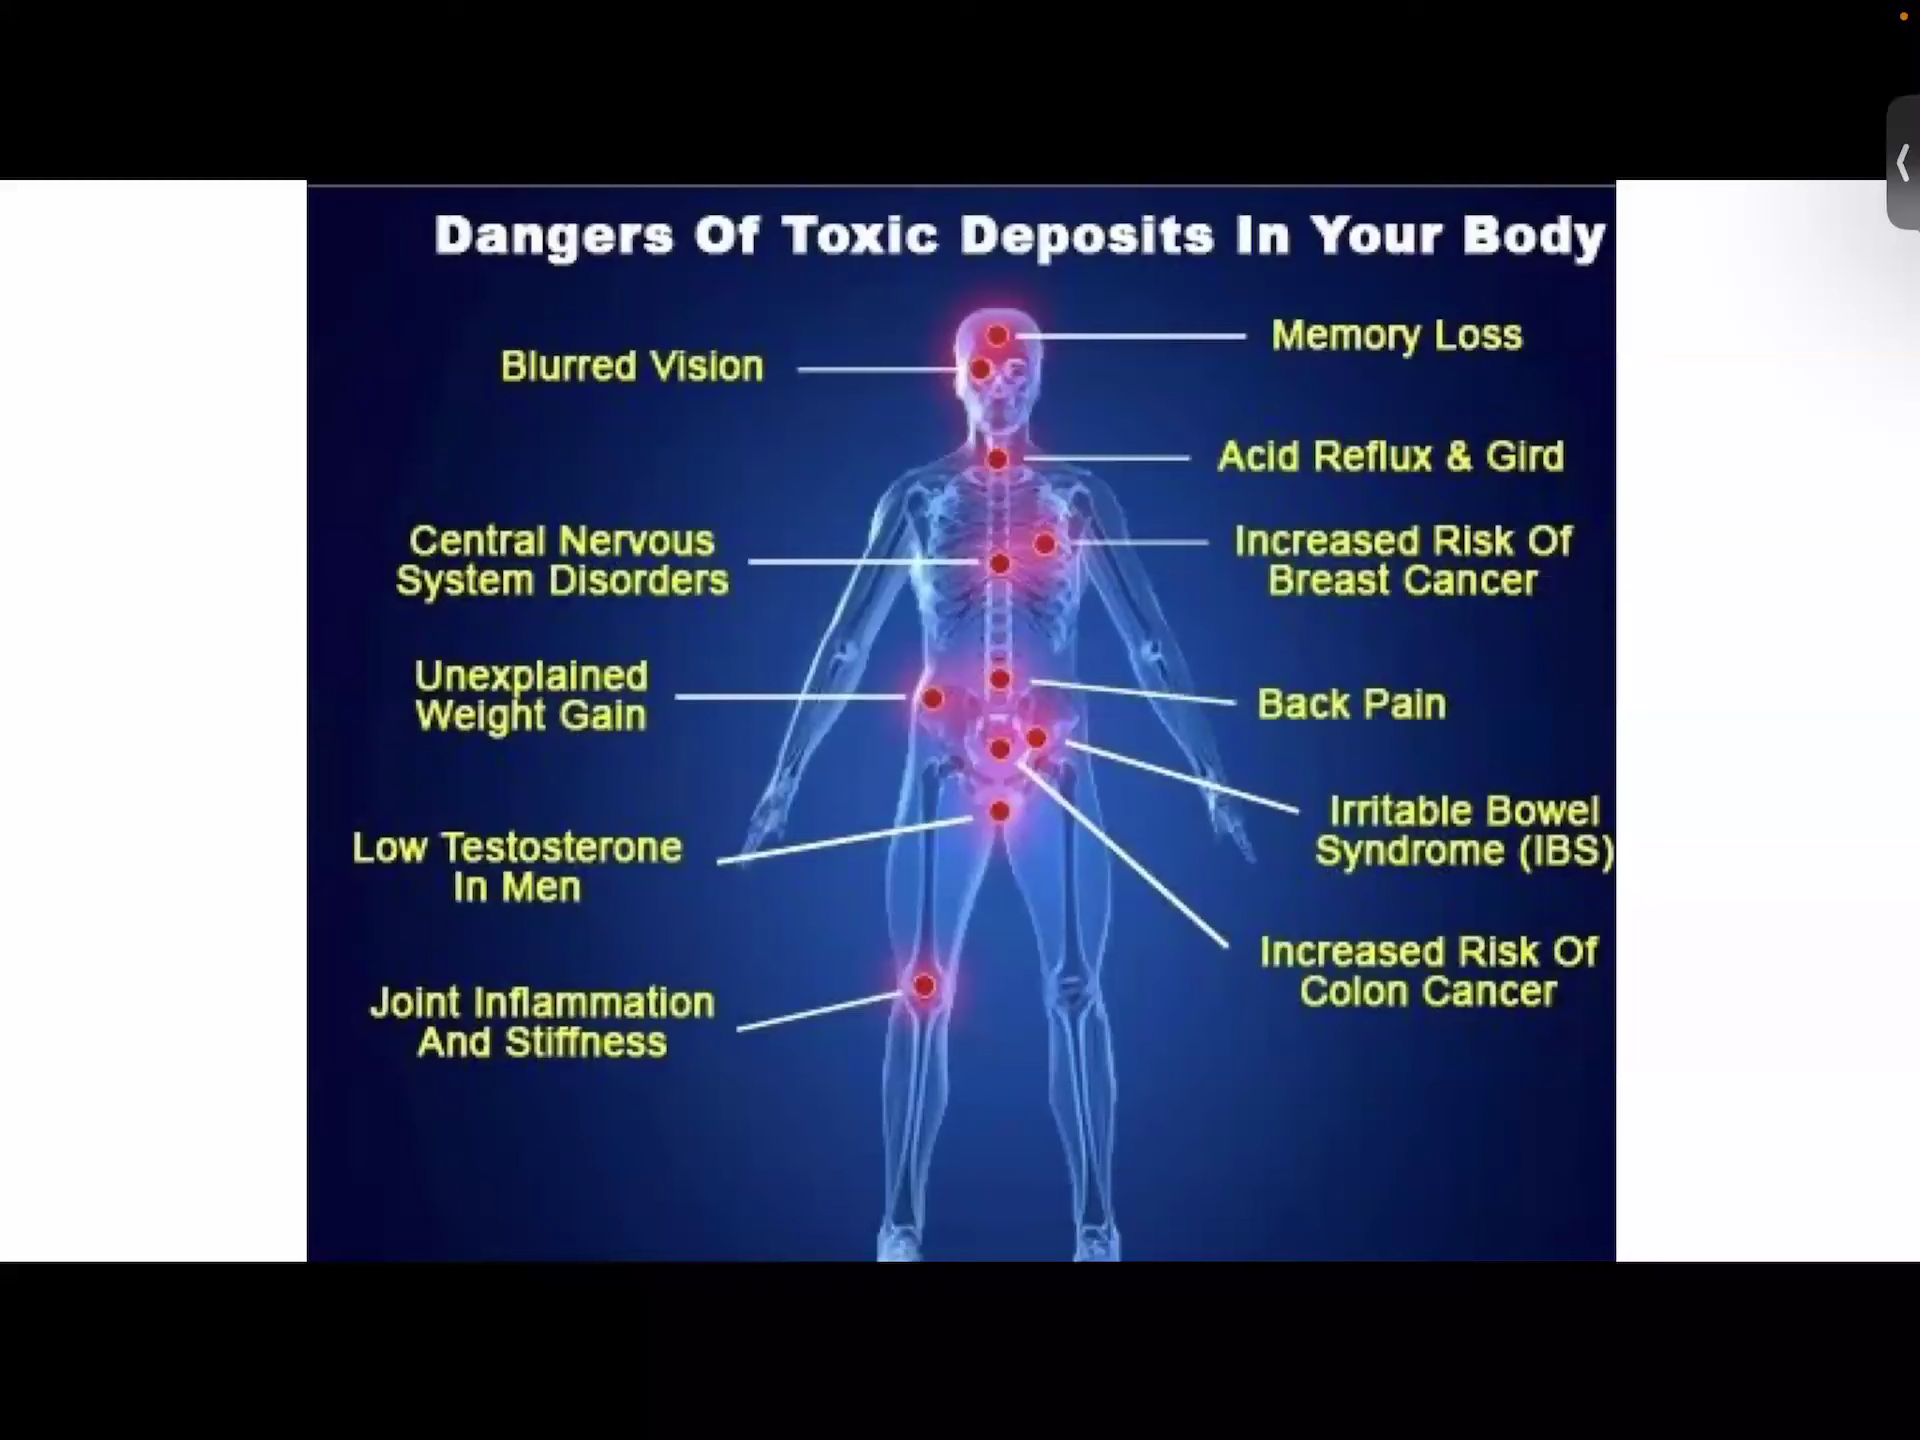 Dangers Of Toxic Deposits In Your Body
Memory Loss
Blurred Vision
Acid Reflux & Gird
Central Nervous
System Disorders
Increased Risk Of
Breast Cancer
Unexplained
Weight Gain
Back Pain
Irritable Bowel
Syndrome (IBS)
Low Testosterone
In Men
Increased Risk Of
Colon Cancer
Joint Inflammation
And Stiffness